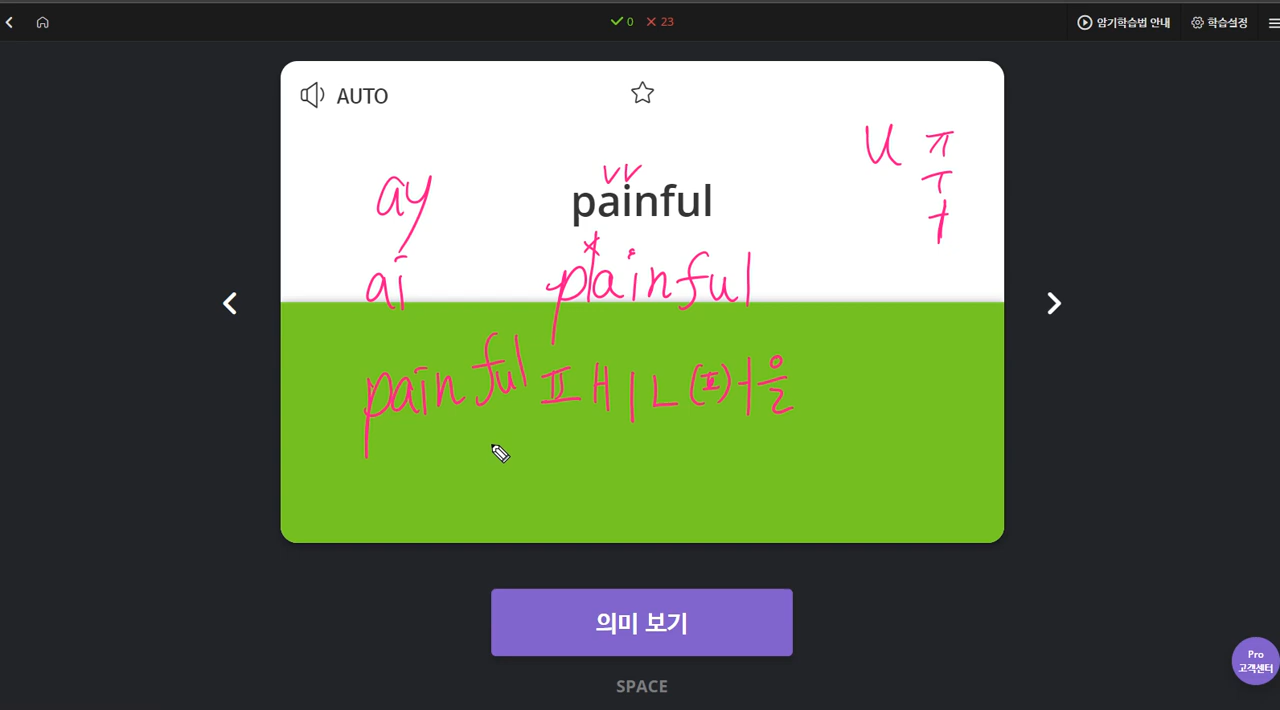 0 23 암기학습법 안내 학습설정
AUTO
u ㅠ
ay painful ㅜ
ㅓ
ai painful
painful ㅍㅐㅣㄴ(ㅍ)ㅓ을
의미 보기
SPACE
Pro
고객센터